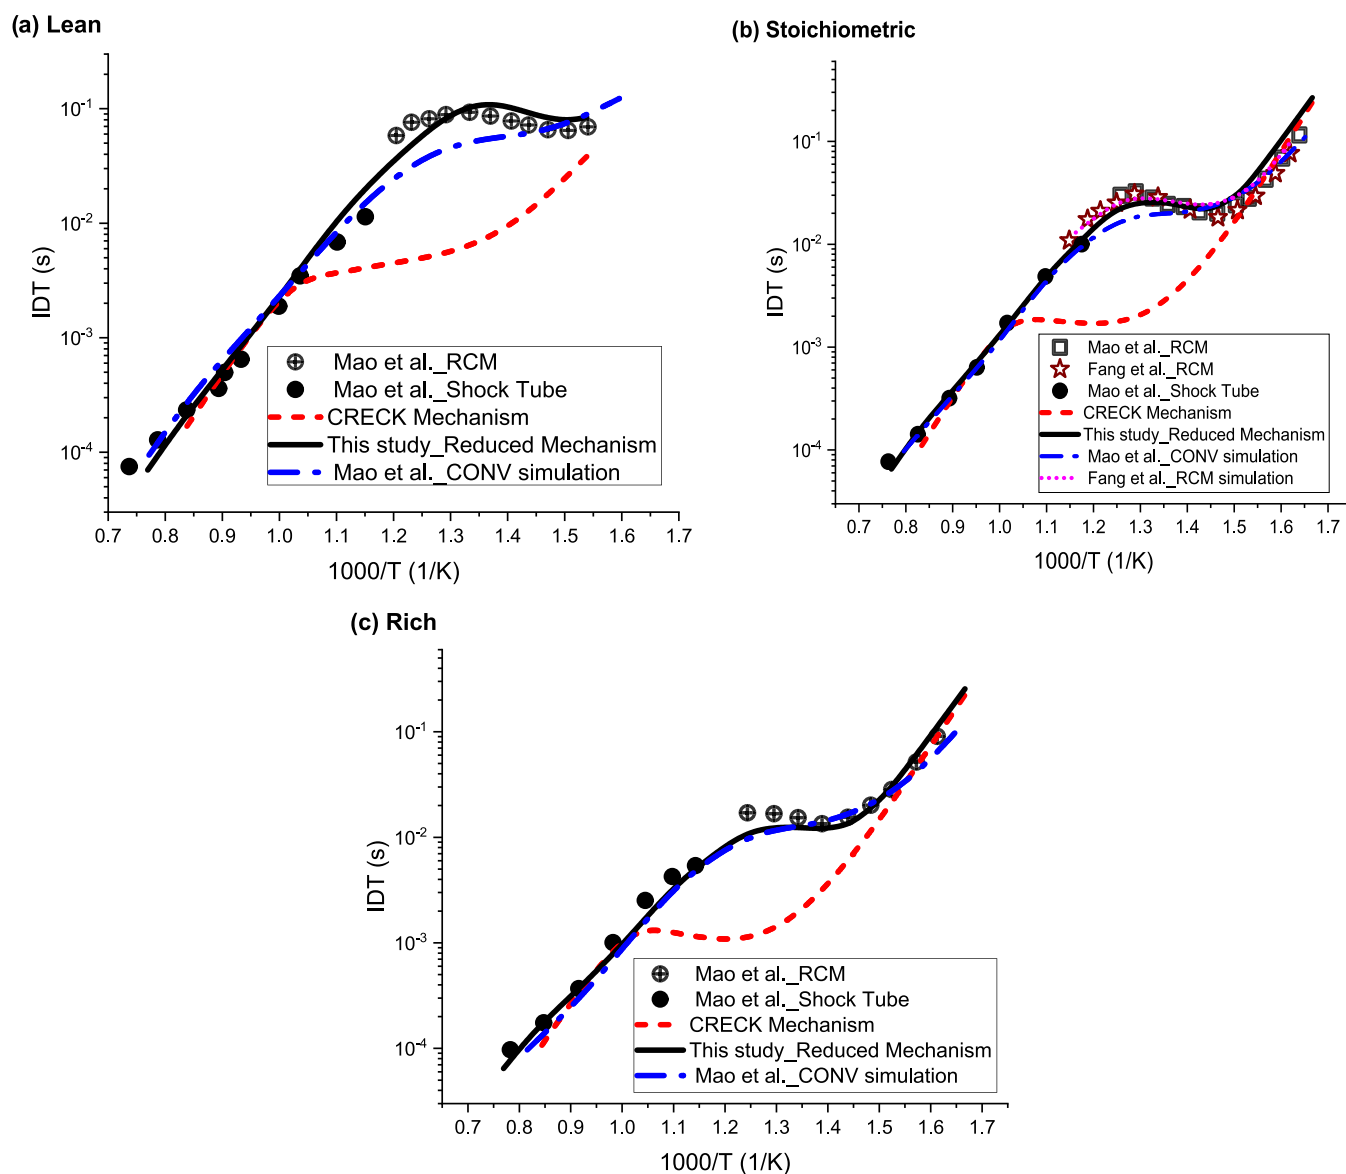 (a) Lean
IDT (s)
10⁻¹
10⁻²
10⁻³
10⁻⁴
Mao et al._RCM
Mao et al._Shock Tube
CRECK Mechanism
This study_Reduced Mechanism
Mao et al._CONV simulation
0.7 0.8 0.9 1.0 1.1 1.2 1.3 1.4 1.5 1.6 1.7
1000/T (1/K)
(b) Stoichiometric
IDT (s)
10⁻¹
10⁻²
10⁻³
10⁻⁴
Mao et al._RCM
Fang et al._RCM
Mao et al._Shock Tube
CRECK Mechanism
This study_Reduced Mechanism
Mao et al._CONV simulation
Fang et al._RCM simulation
0.7 0.8 0.9 1.0 1.1 1.2 1.3 1.4 1.5 1.6 1.7
1000/T (1/K)
(c) Rich
IDT (s)
10⁻¹
10⁻²
10⁻³
10⁻⁴
Mao et al._RCM
Mao et al._Shock Tube
CRECK Mechanism
This study_Reduced Mechanism
Mao et al._CONV simulation
0.7 0.8 0.9 1.0 1.1 1.2 1.3 1.4 1.5 1.6 1.7
1000/T (1/K)